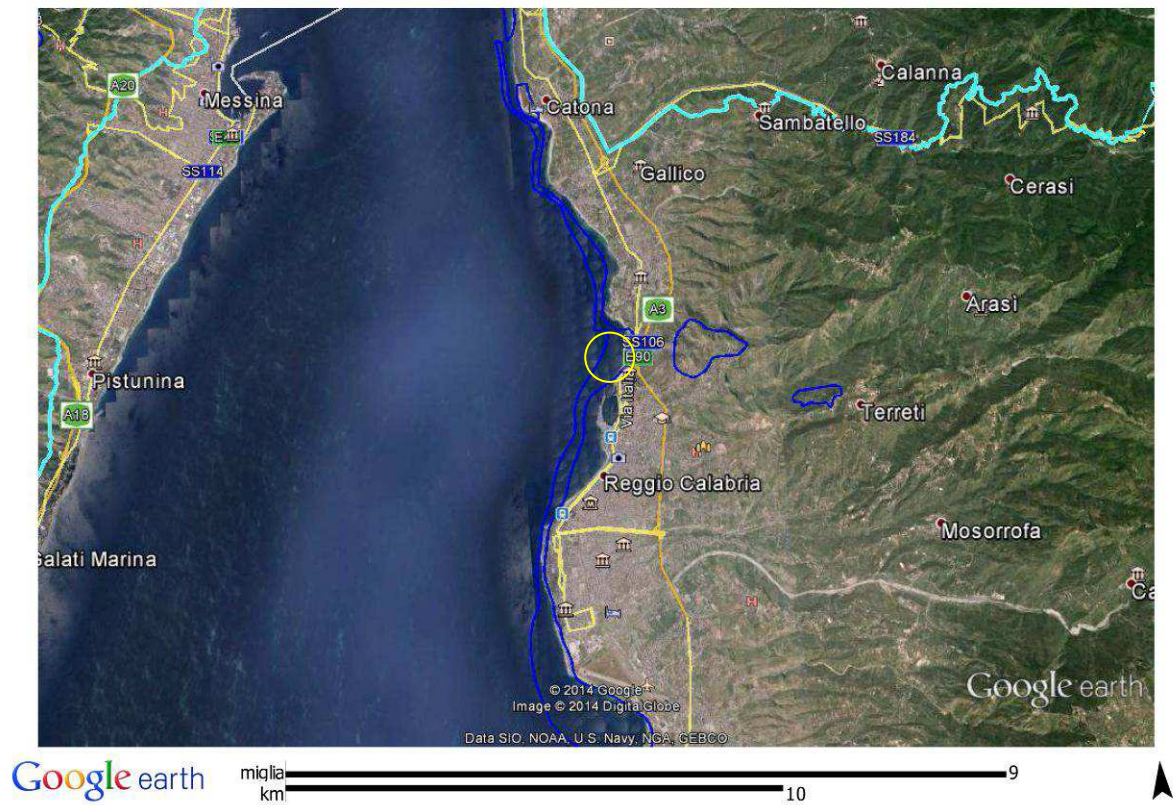 A20
Messina
SS114
Catona
Calanna
Sambatello
SS184
Gallico
Cerasi
Arasì
A3
SS106
E90
Via Italia
Pistunina
A18
Terreti
Reggio Calabria
Mosorrofa
Galati Marina
Ca
© 2014 Google
Image © 2014 DigitalGlobe
Data SIO, NOAA, U.S. Navy, NGA, GEBCO
Google earth
Google earth
miglia
9
km
10